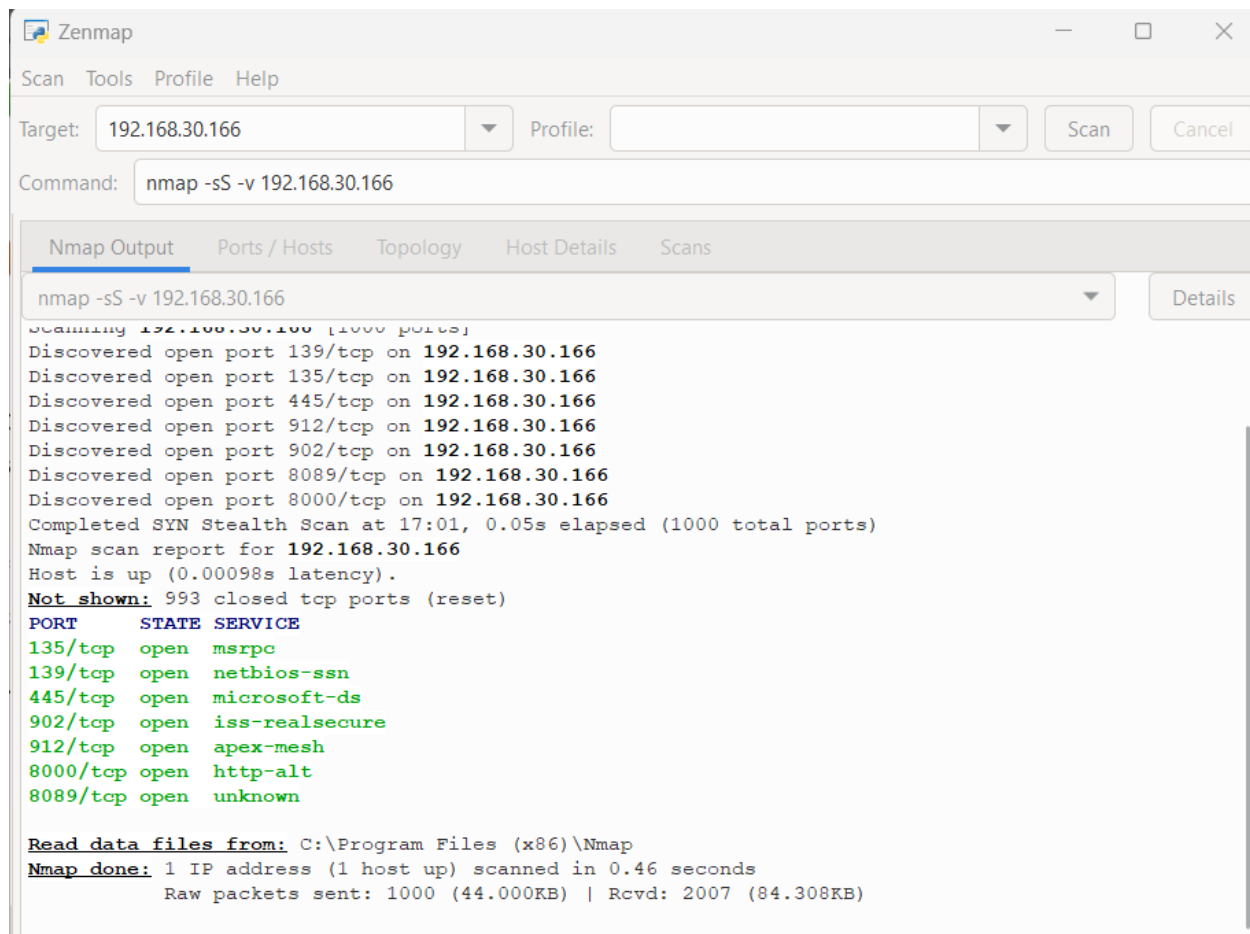 Zenmap
Scan Tools Profile Help
Target: 192.168.30.166 Profile: Scan Cancel
Command: nmap -sS -v 192.168.30.166
Nmap Output Ports / Hosts Topology Host Details Scans
nmap -sS -v 192.168.30.166 Details
Scanning 192.168.30.166 [1000 ports]
Discovered open port 139/tcp on 192.168.30.166
Discovered open port 135/tcp on 192.168.30.166
Discovered open port 445/tcp on 192.168.30.166
Discovered open port 912/tcp on 192.168.30.166
Discovered open port 902/tcp on 192.168.30.166
Discovered open port 8089/tcp on 192.168.30.166
Discovered open port 8000/tcp on 192.168.30.166
Completed SYN Stealth Scan at 17:01, 0.05s elapsed (1000 total ports)
Nmap scan report for 192.168.30.166
Host is up (0.00098s latency).
Not shown: 993 closed tcp ports (reset)
PORT STATE SERVICE
135/tcp open msrpc
139/tcp open netbios-ssn
445/tcp open microsoft-ds
902/tcp open iss-realsecure
912/tcp open apex-mesh
8000/tcp open http-alt
8089/tcp open unknown
Read data files from: C:\Program Files (x86)\Nmap
Nmap done: 1 IP address (1 host up) scanned in 0.46 seconds
Raw packets sent: 1000 (44.000KB) | Rcvd: 2007 (84.308KB)